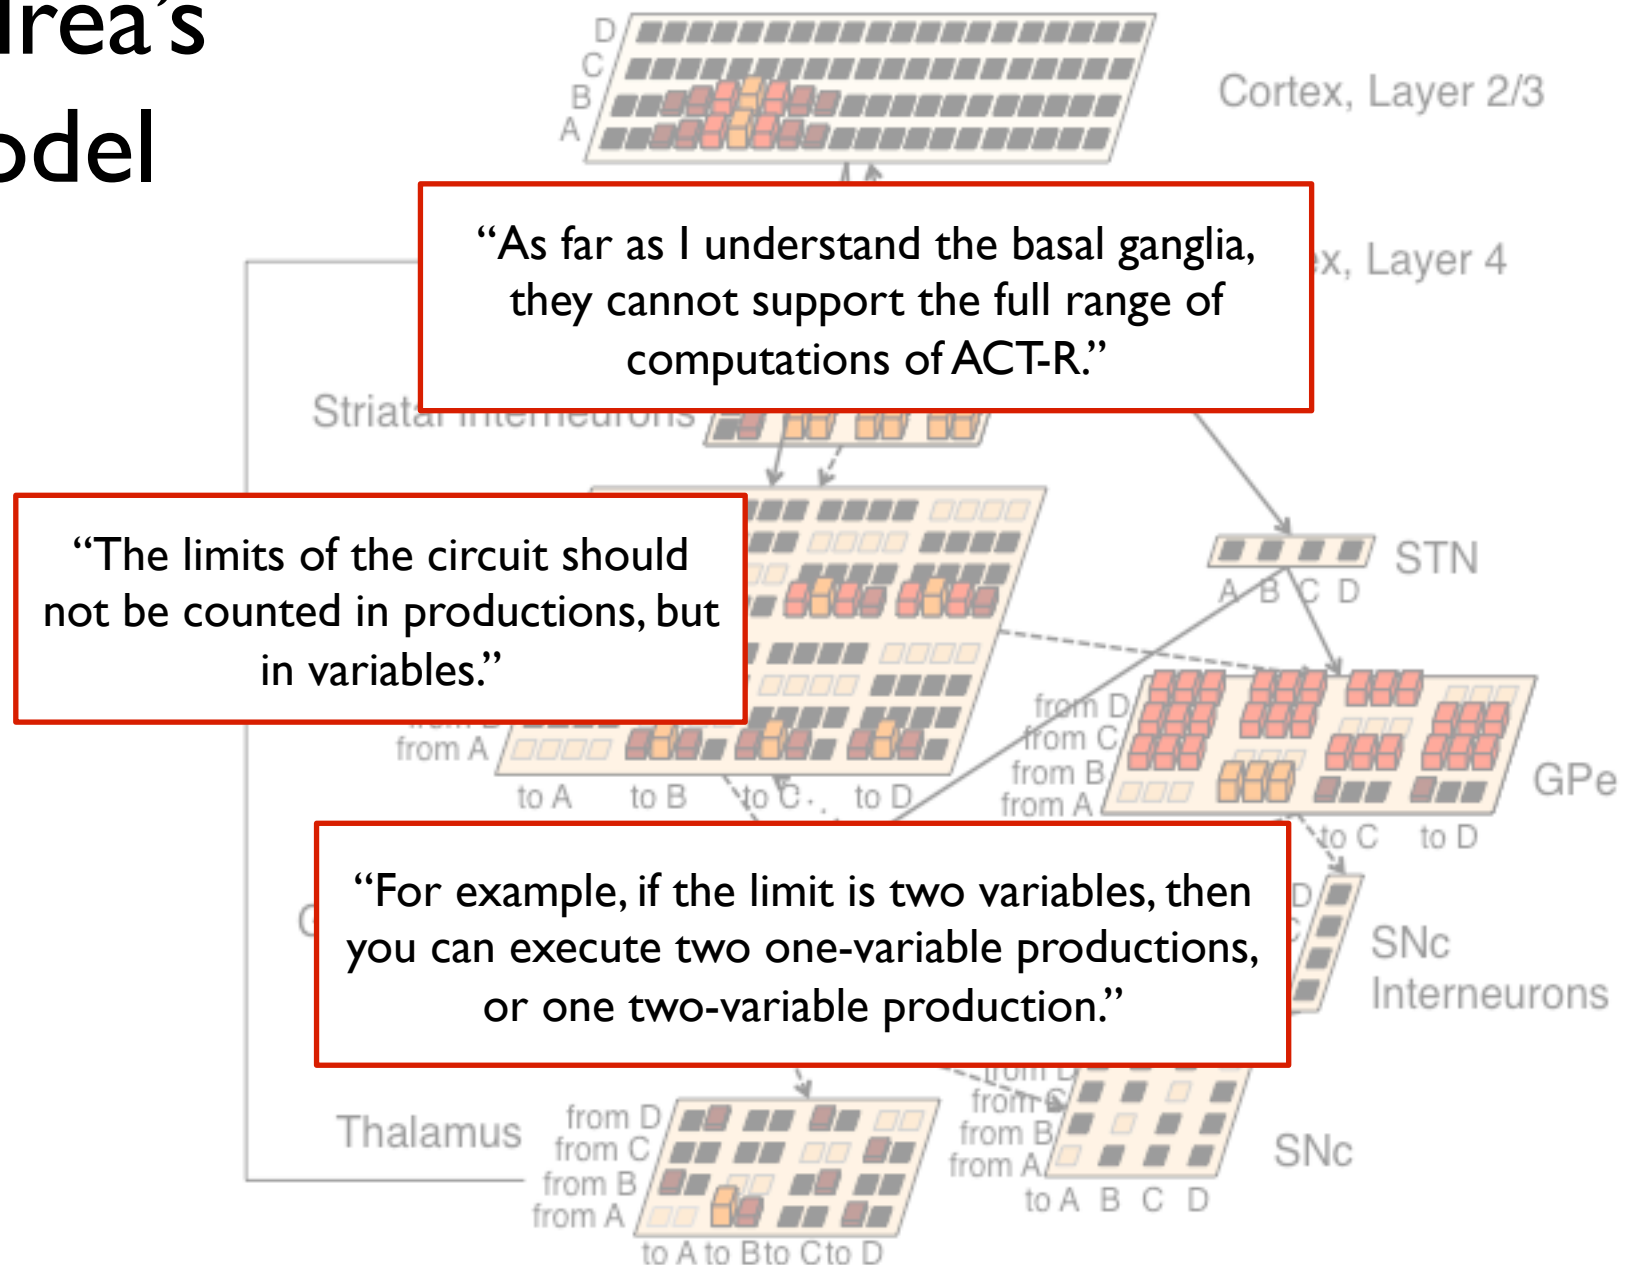 D
C
B
A
Cortex, Layer 2/3
“As far as I understand the basal ganglia,
they cannot support the full range of
computations of ACT-R.”
Layer 4
Interneurons
“The limits of the circuit should
not be counted in productions, but
in variables.”
STN
A B C D
from A
to A to B to C to D
from D
from C
from B
from A
GPe
to C to D
“For example, if the limit is two variables, then
you can execute two one-variable productions,
or one two-variable production.”
D
SNc
Interneurons
from C
from B
from A
to A B C D
SNc
Thalamus
from D
from C
from B
from A
to A to B to C to D